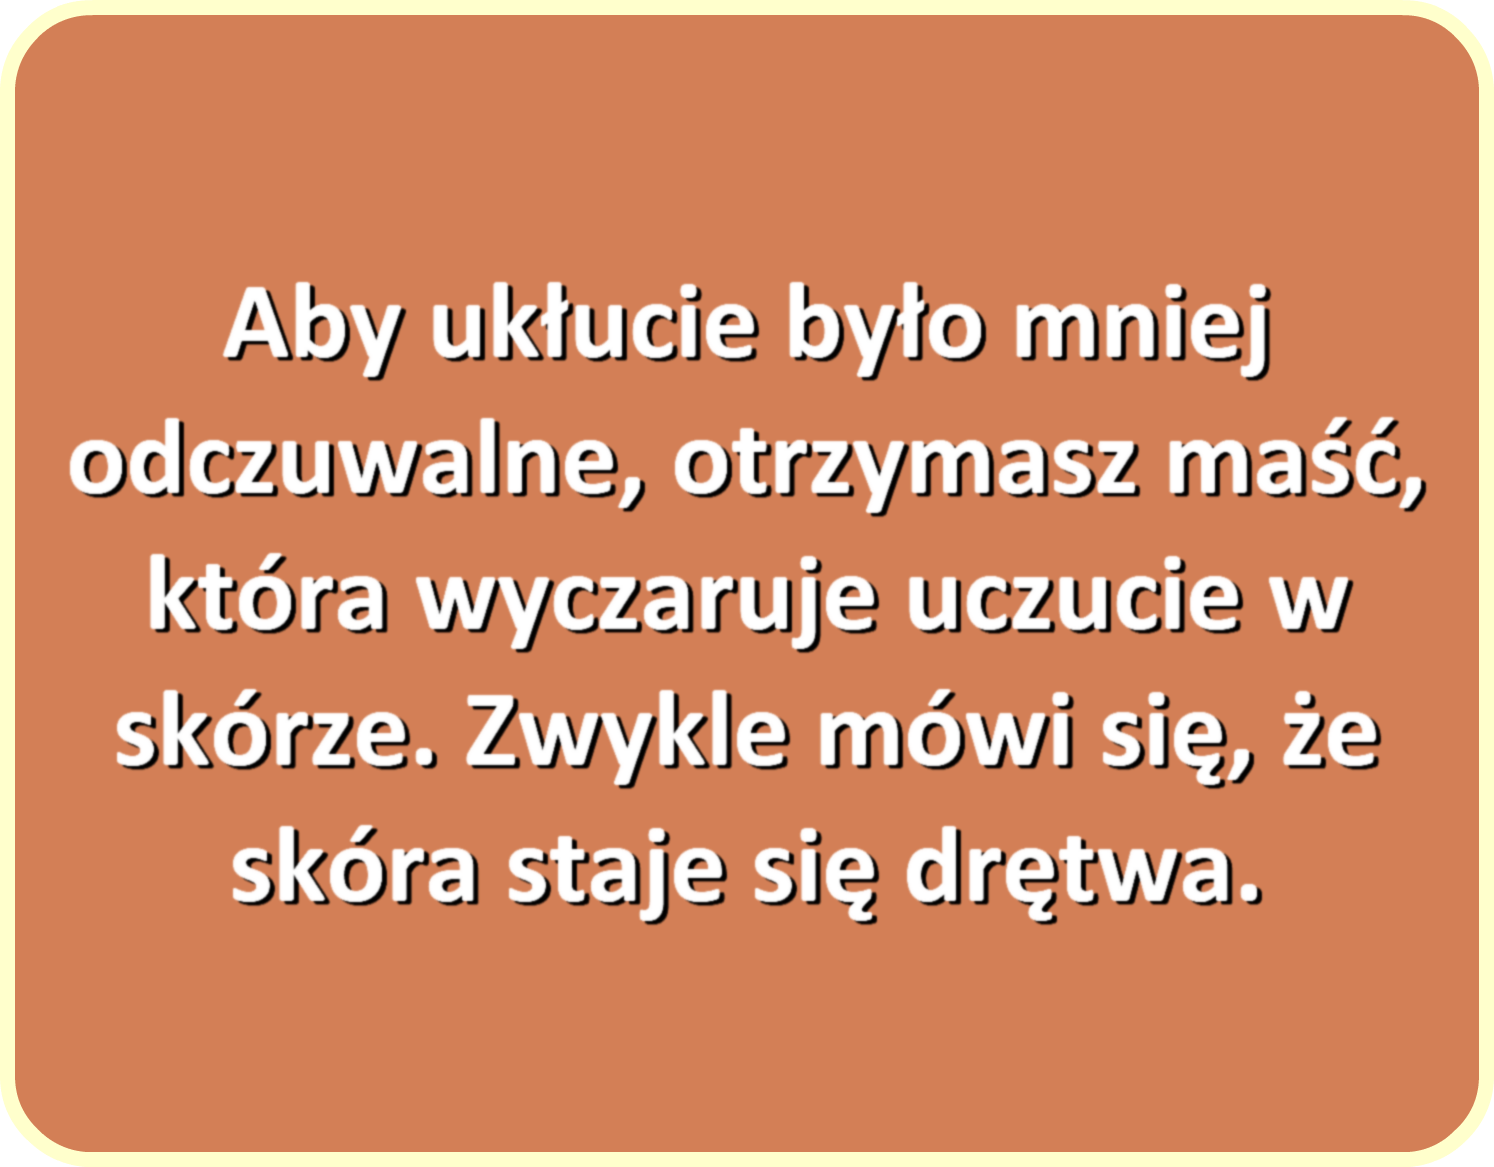 Aby ukłucie było mniej
odczuwalne, otrzymasz maść,
która wyczaruje uczucie w
skórze. Zwykle mówi się, że
skóra staje się drętwa.